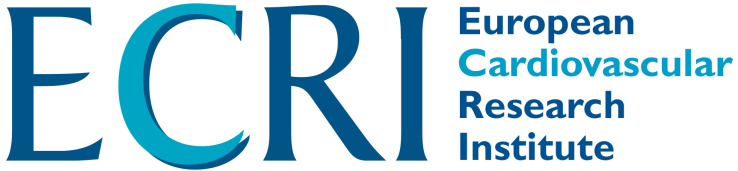 ECRI
European
Cardiovascular
Research
Institute